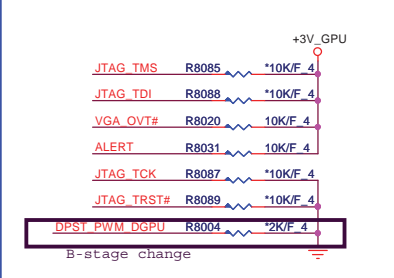 +3V_GPU
JTAG_TMS R8085 *10K/F_4
JTAG_TDI R8088 *10K/F_4
VGA_OVT# R8020 10K/F_4
ALERT R8031 10K/F_4
JTAG_TCK R8087 *10K/F_4
JTAG_TRST# R8089 *10K/F_4
DPST_PWM_DGPU R8004 *2K/F_4
B-stage change